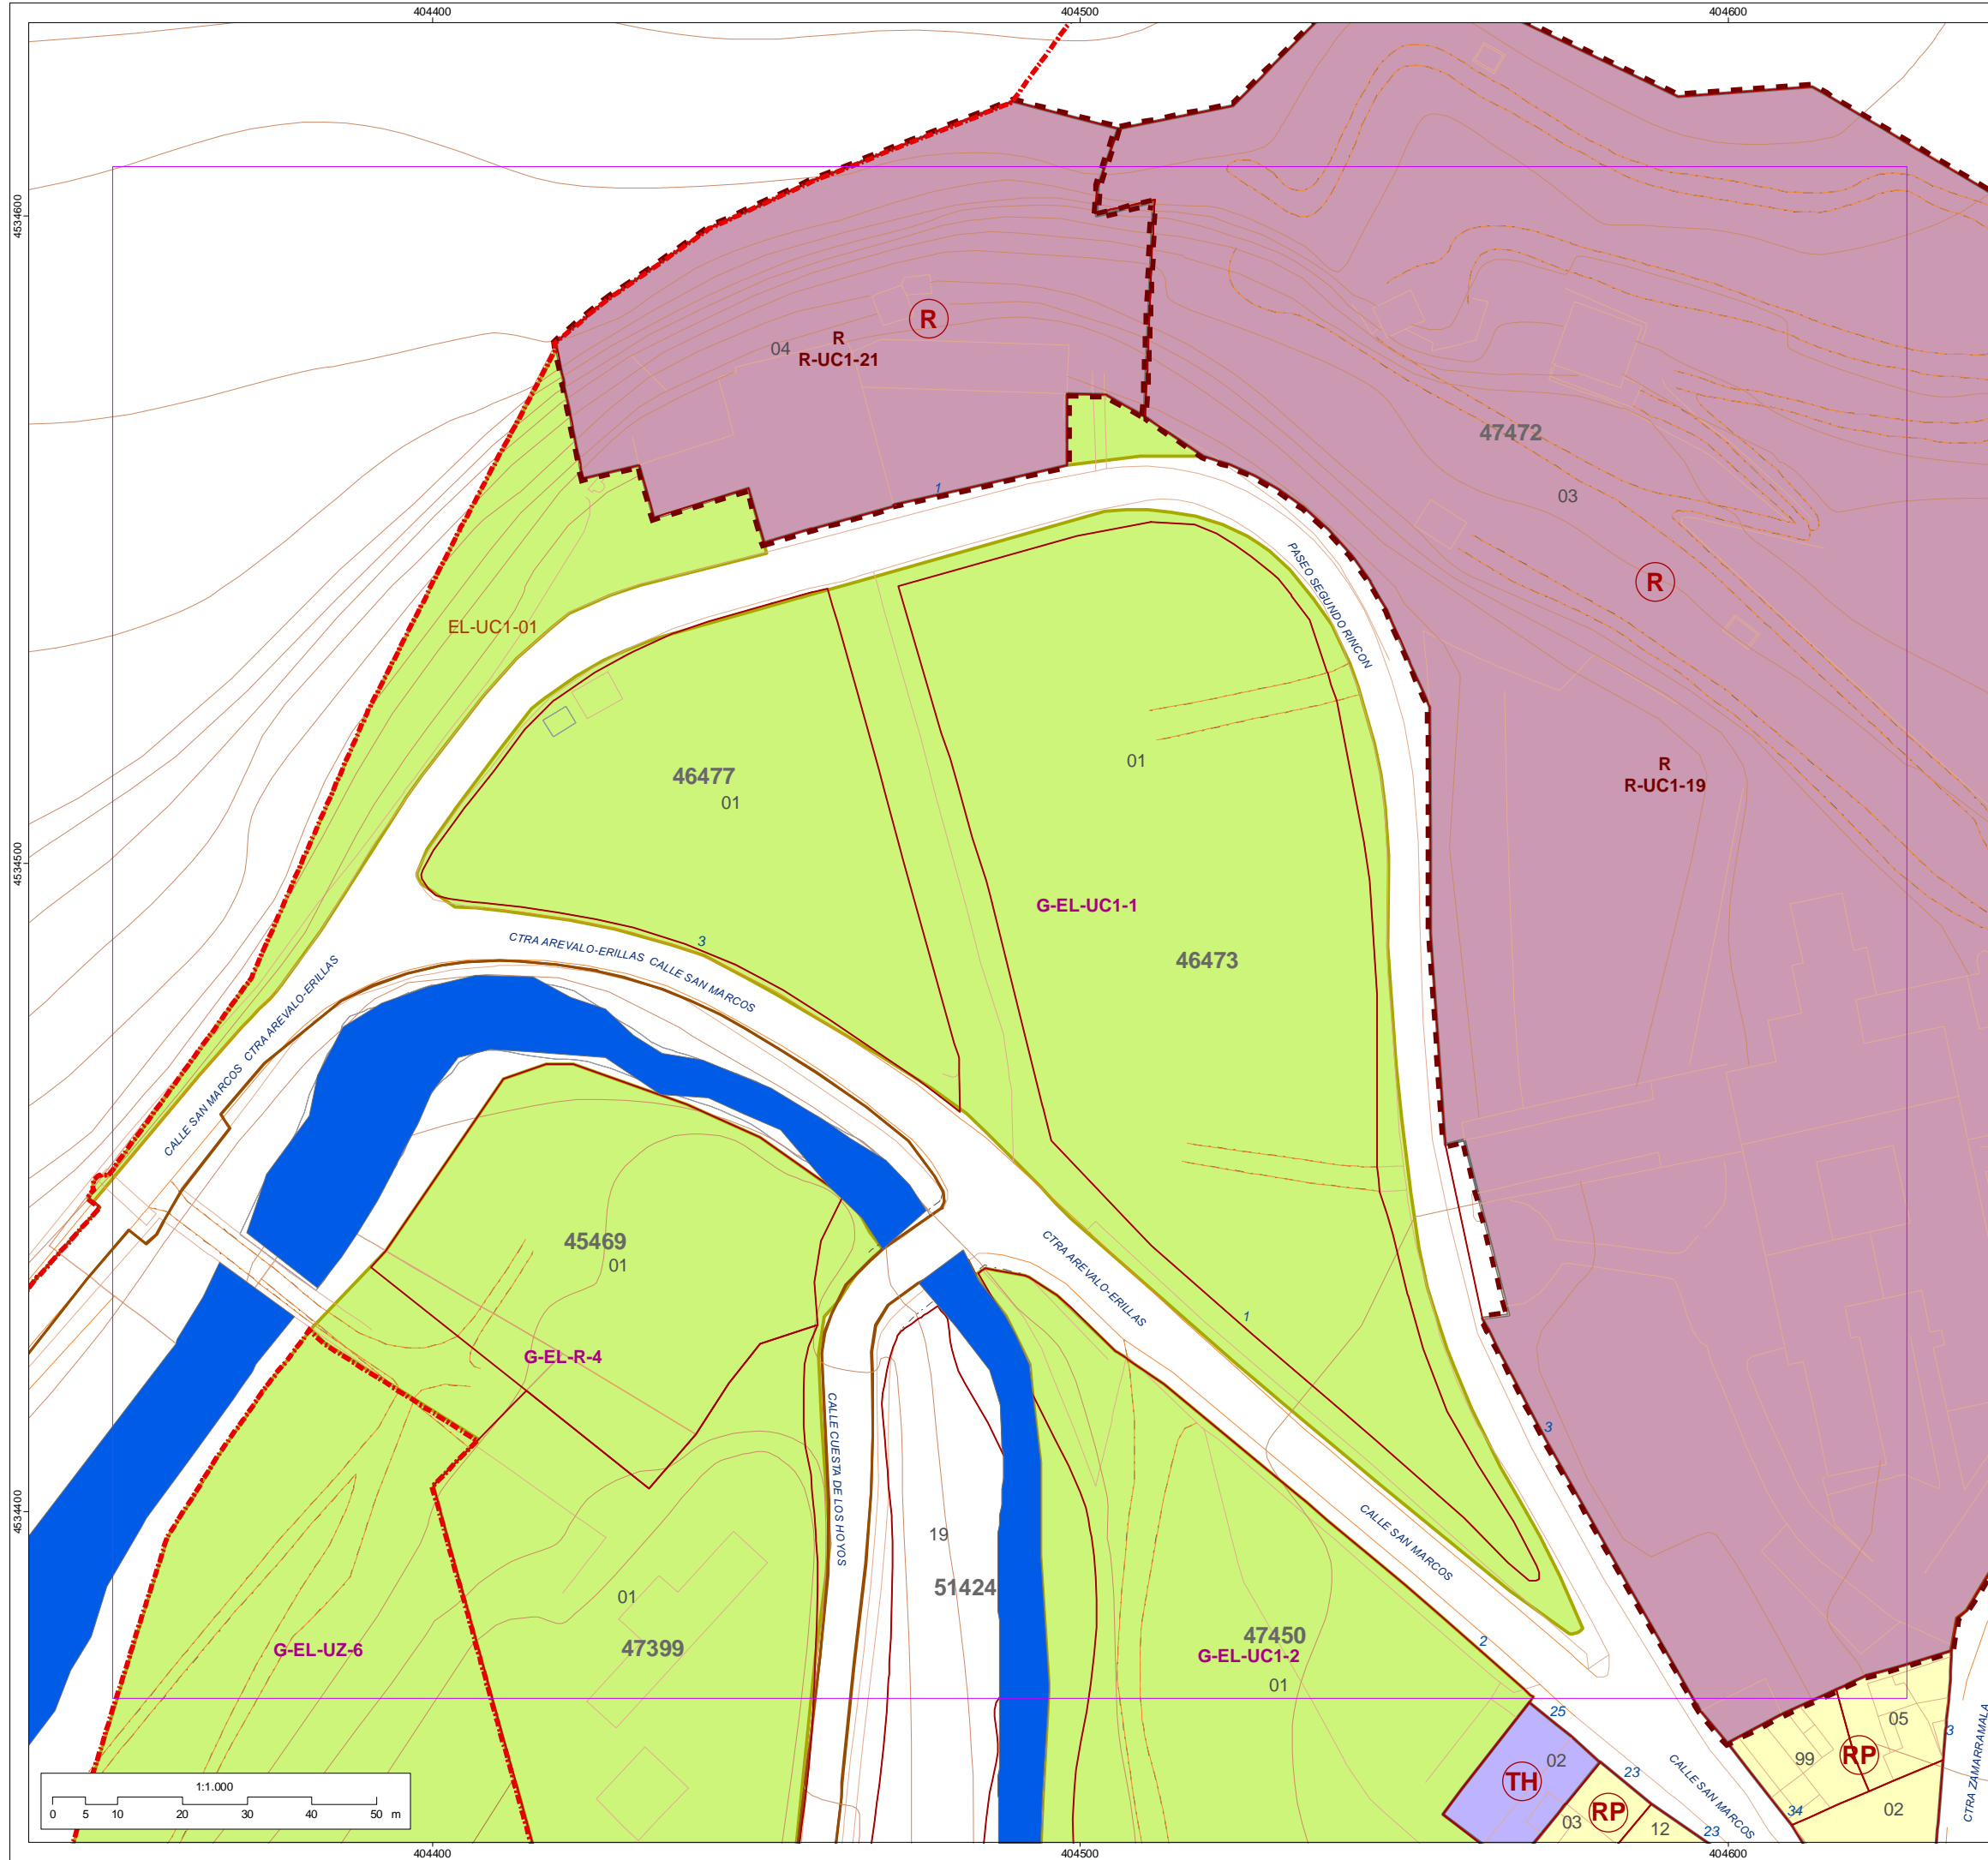 404400
404500
404600
4534600
4534500
4534400
R
04
R
R-UC1-21
1
47472
03
R
PASEO SEGUNDO RINCON
EL-UC1-01
46477
01
01
R
R-UC1-19
G-EL-UC1-1
46473
3
CTRA AREVALO-ERILLAS CALLE SAN MARCOS
CALLE SAN MARCOS CTRA AREVALO-ERILLAS
45469
01
CTRA AREVALO-ERILLAS
1
G-EL-R-4
CALLE CUESTA DE LOS HOYOS
3
19
51424
CALLE SAN MARCOS
01
47399
G-EL-UZ-6
47450
G-EL-UC1-2
01
2
25
02
TH
23
RP
03
12
23
CALLE SAN MARCOS
05
99
RP
3
34
02
CTRA ZAMARRAMALA
1:1.000
0 5 10 20 30 40 50 m
404400
404500
404600